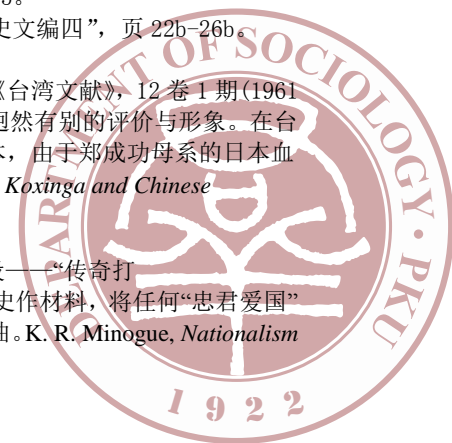 史文编四”，页 22b-26b。
《台湾文献》，12 卷 1 期(1961
迥然有别的评价与形象。在台
本，由于郑成功母系的日本血
Koxinga and Chinese
——“传奇打
史作材料，将任何“忠君爱国”
K. R. Minogue, Nationalism
DEPARTMENT OF SOCIOLOGY · PKU
1922